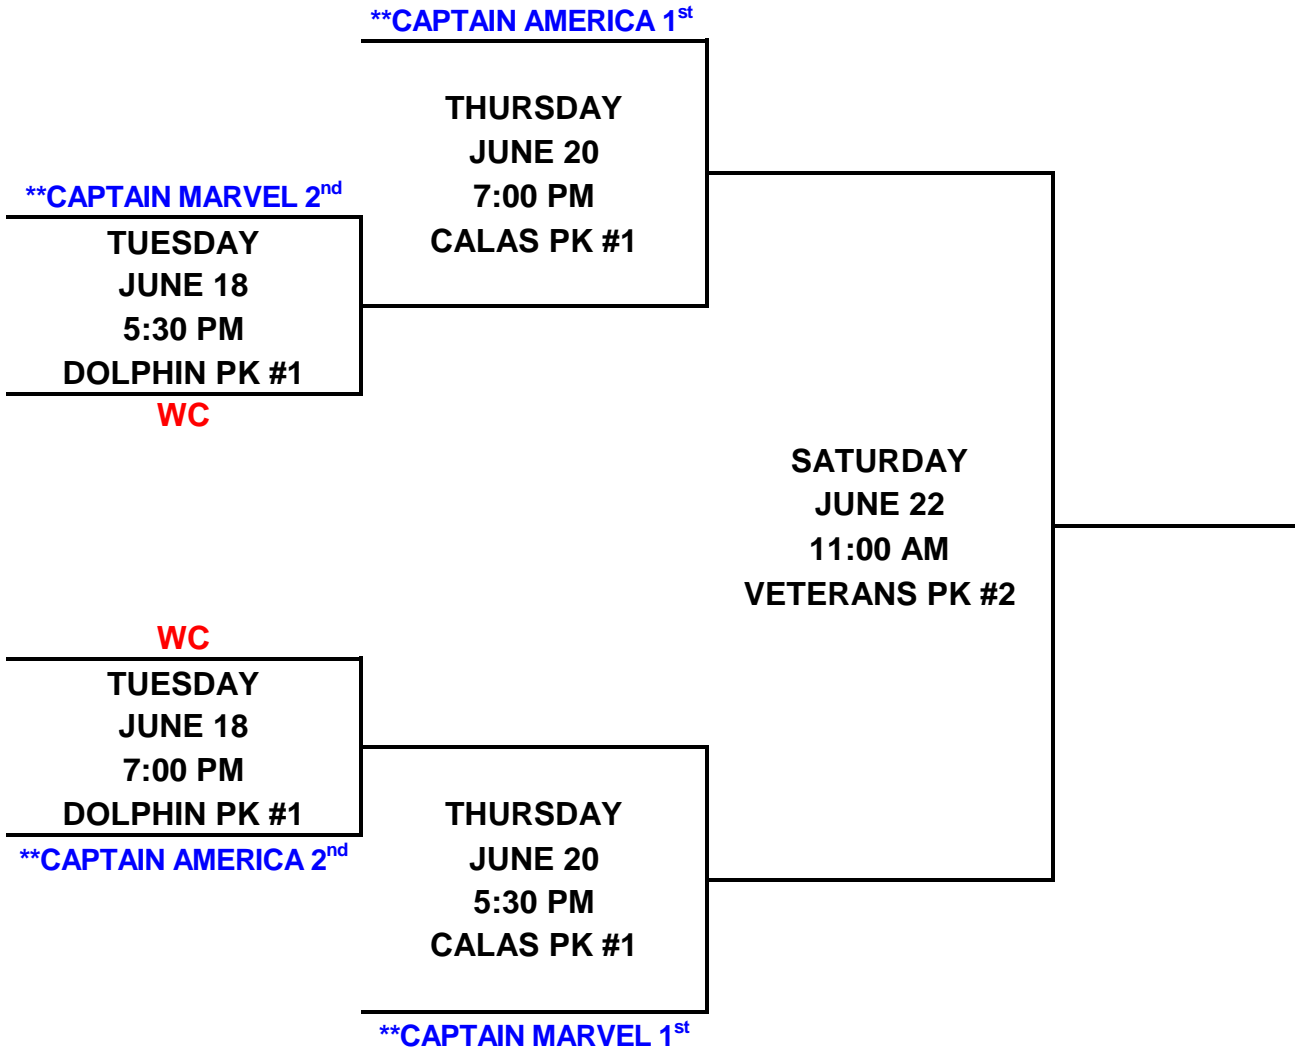 **CAPTAIN AMERICA 1st
THURSDAY
JUNE 20
7:00 PM
CALAS PK #1
**CAPTAIN MARVEL 2nd
TUESDAY
JUNE 18
5:30 PM
DOLPHIN PK #1
WC
SATURDAY
JUNE 22
11:00 AM
VETERANS PK #2
WC
TUESDAY
JUNE 18
7:00 PM
DOLPHIN PK #1
**CAPTAIN AMERICA 2nd
THURSDAY
JUNE 20
5:30 PM
CALAS PK #1
**CAPTAIN MARVEL 1st